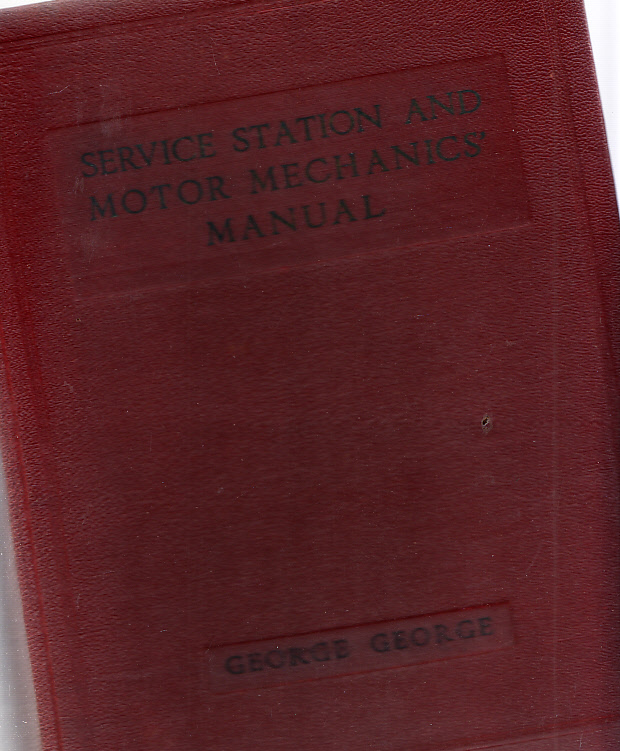 SERVICE STATION AND
MOTOR MECHANICS'
MANUAL
GEORGE GEORGE